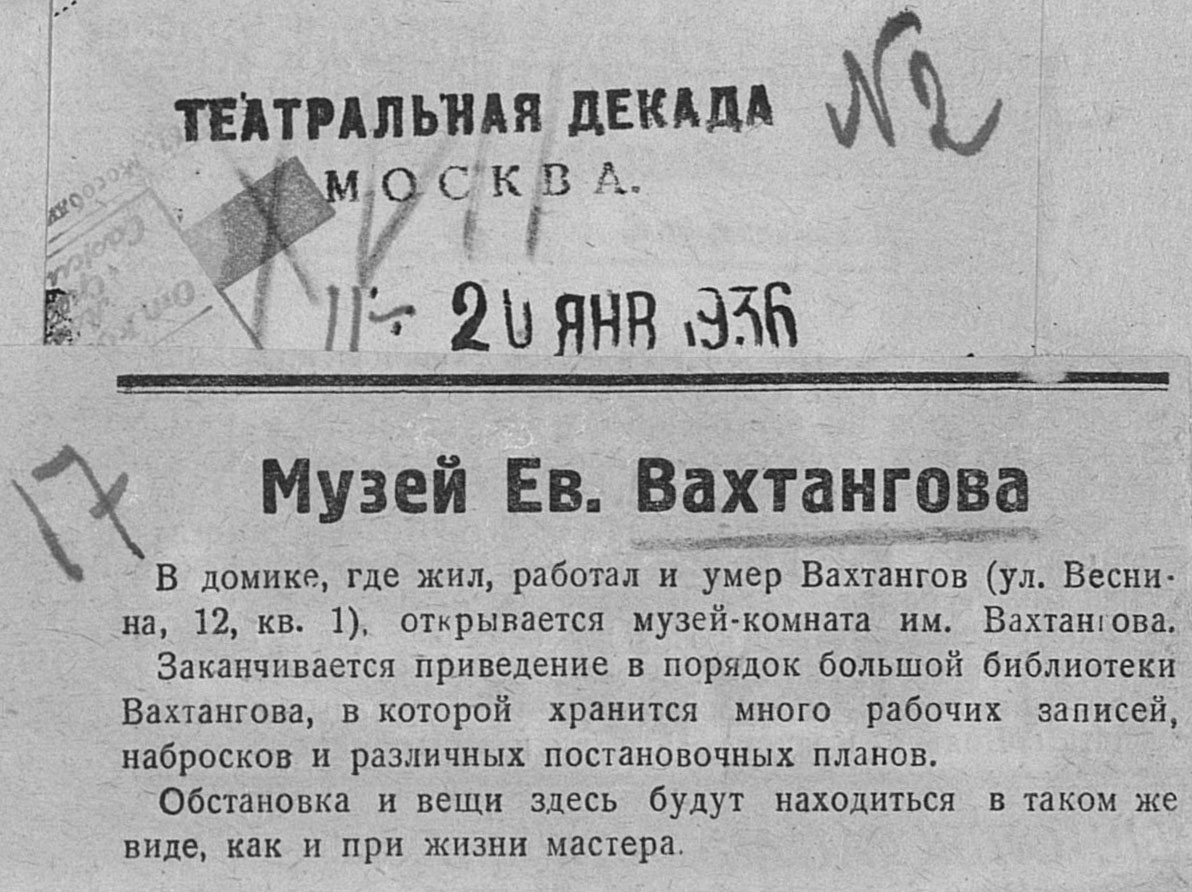 ТЕАТРАЛЬНАЯ ДЕКАДА
№2
МОСКВА.
XVII
20 ЯНВ 1936
Музей Ев. Вахтангова
17
В домике, где жил, работал и умер Вахтангов (ул. Весни-
на, 12, кв. 1), открывается музей-комната им. Вахтангова.
Заканчивается приведение в порядок большой библиотеки
Вахтангова, в которой хранится много рабочих записей,
набросков и различных постановочных планов.
Обстановка и вещи здесь будут находиться в таком же
виде, как и при жизни мастера.